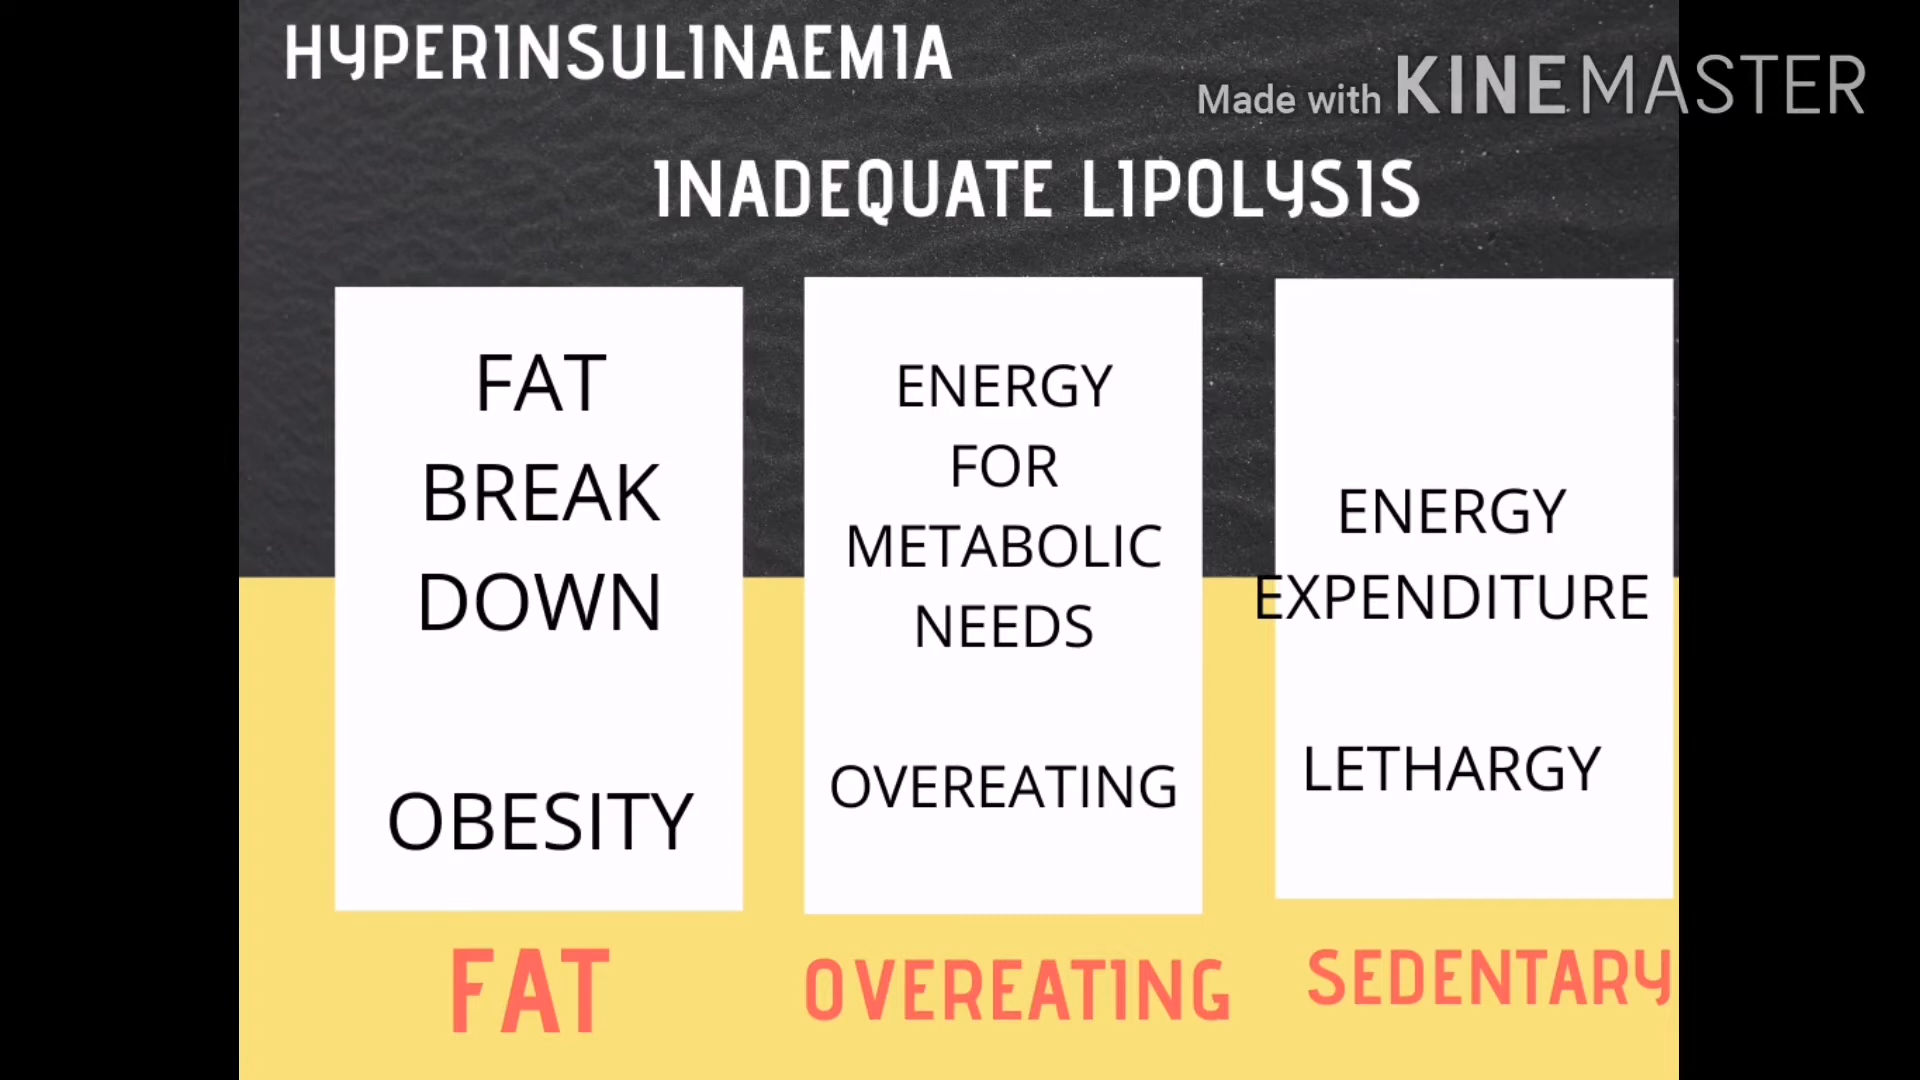 HYPERINSULINAEMIA
Made with KINEMASTER
INADEQUATE LIPOLYSIS
FAT
BREAK
DOWN
OBESITY
ENERGY
FOR
METABOLIC
NEEDS
OVEREATING
ENERGY
EXPENDITURE
LETHARGY
FAT
OVEREATING
SEDENTARY